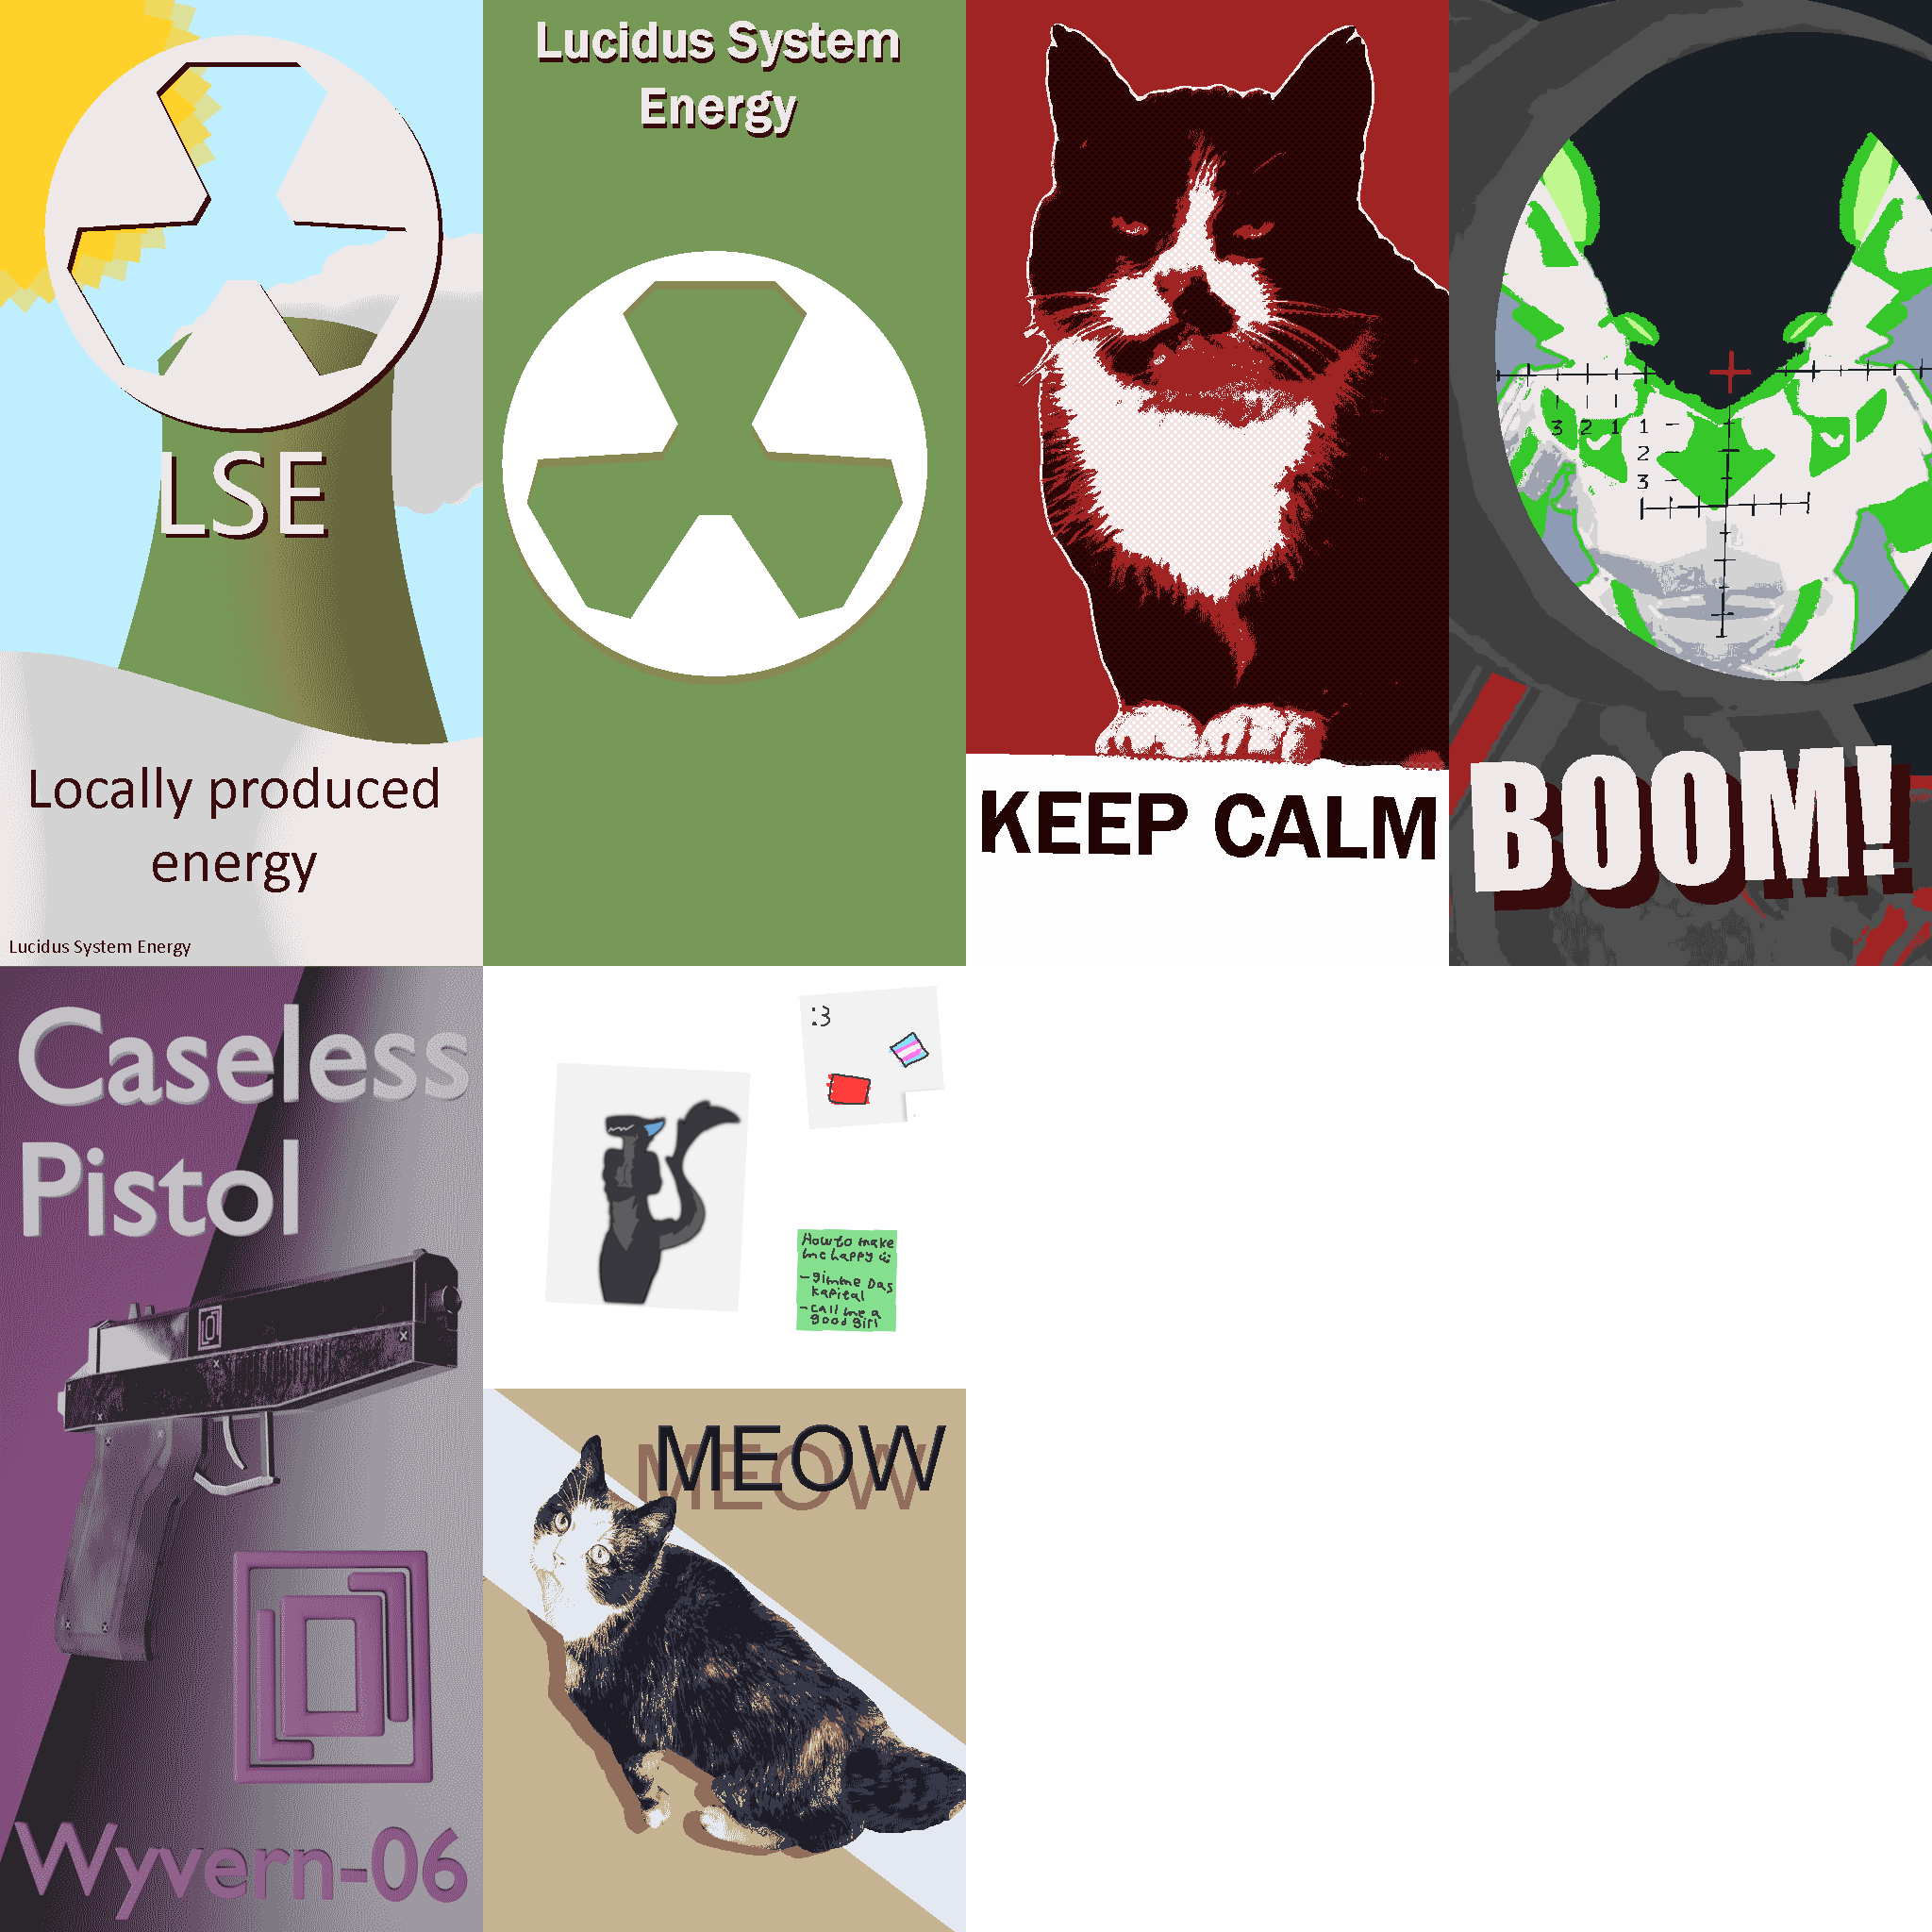 LSE
Locally produced
energy
Lucidus System Energy
Lucidus System
Energy
KEEP CALM
3 2 1 1
2
3
BOOM!
Caseless
Pistol
Wyvern-06
:3
How to make
me happy :
- gimme Das
Kapital
- call me a
good girl
MEOW